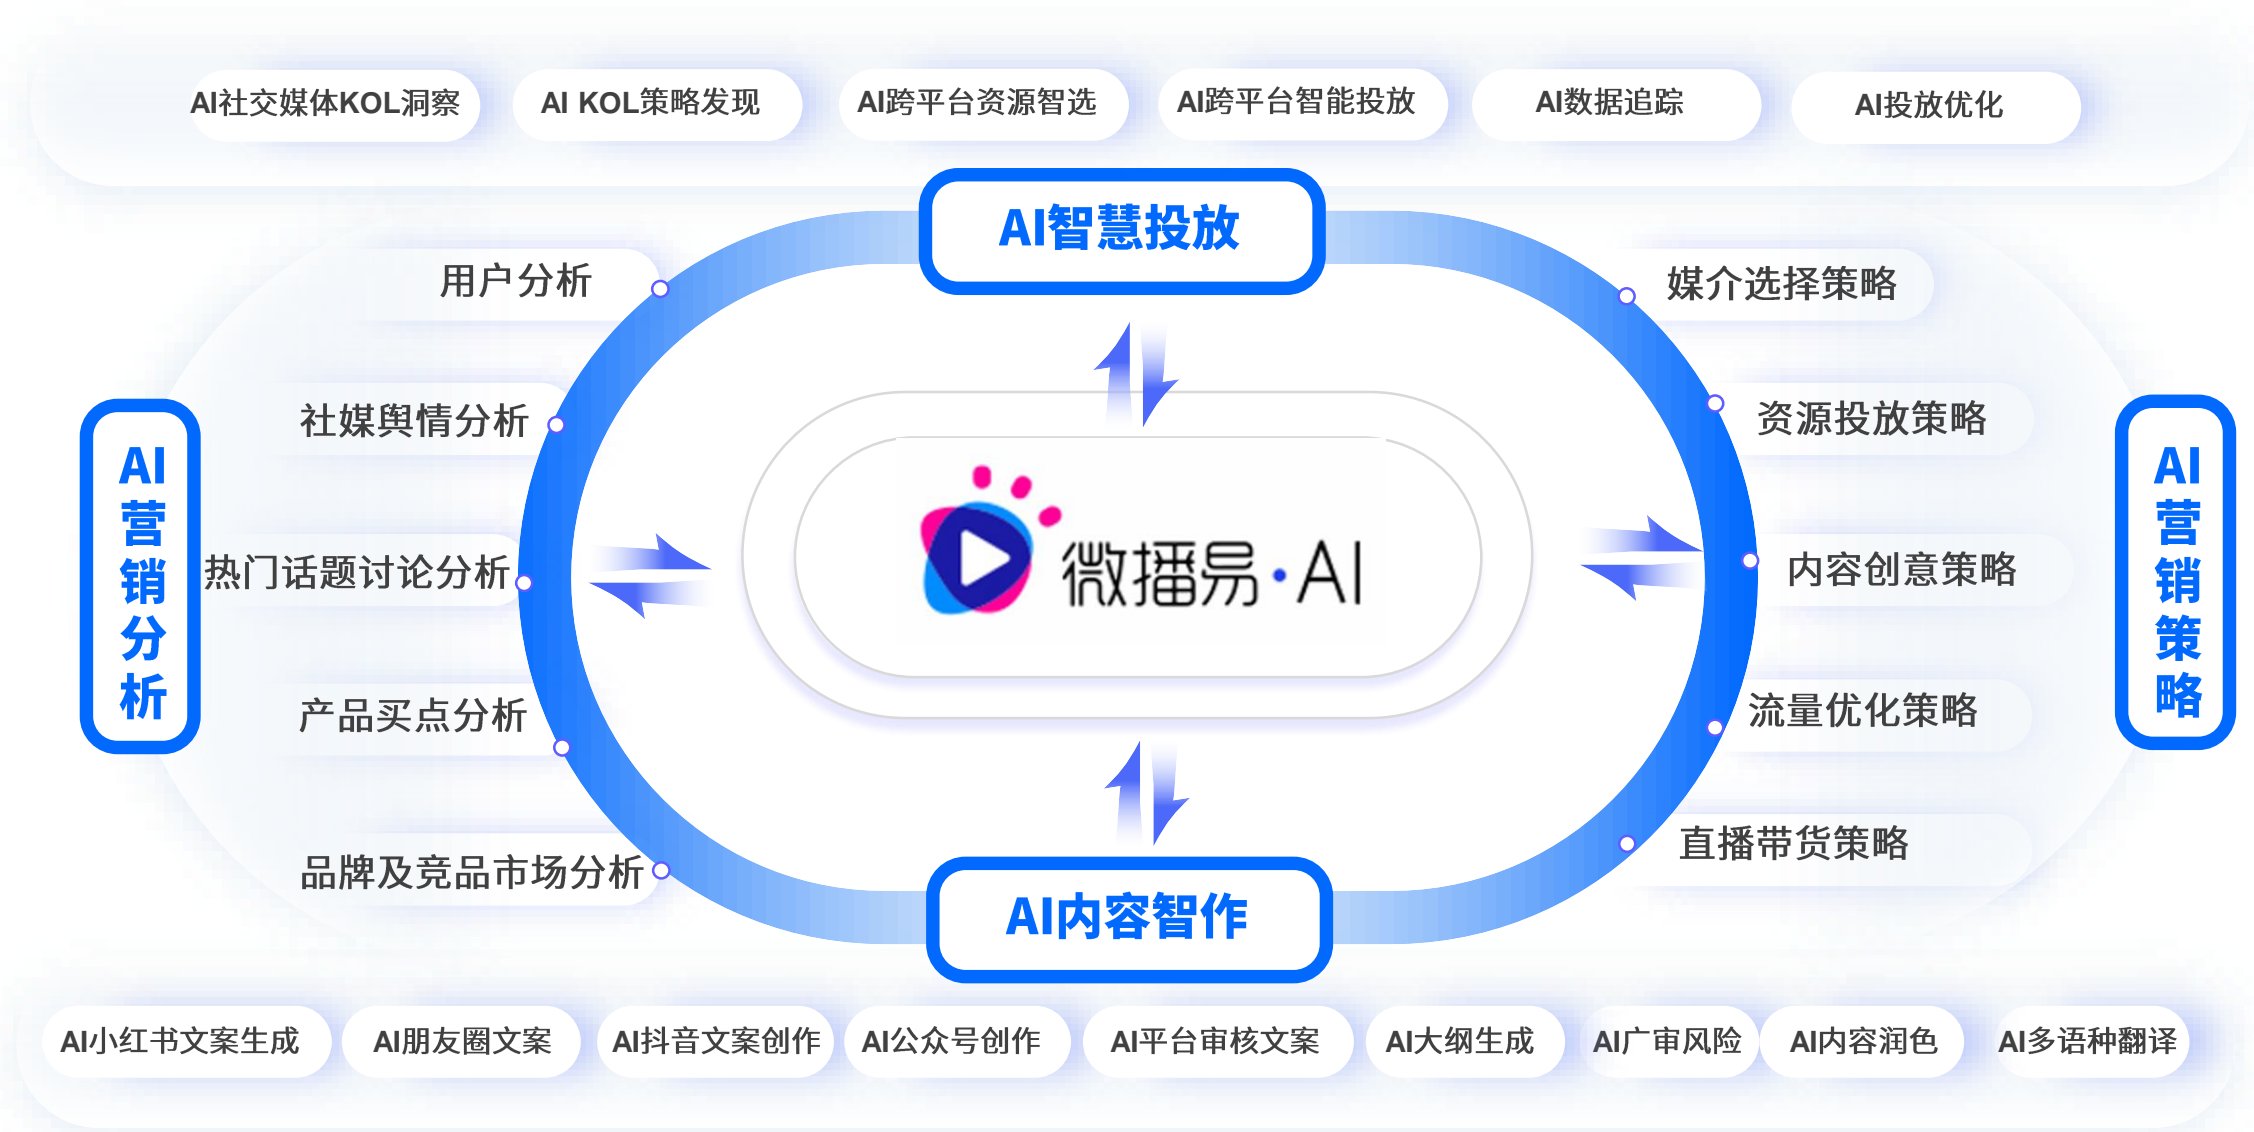 AI社交媒体KOL洞察
AI KOL策略发现
AI跨平台资源智选
AI跨平台智能投放
AI数据追踪
AI投放优化
AI智慧投放
用户分析
社媒舆情分析
热门话题讨论分析
产品买点分析
品牌及竞品市场分析
AI
营
销
分
析
微播易·AI
媒介选择策略
资源投放策略
内容创意策略
流量优化策略
直播带货策略
AI
营
销
策
略
AI内容智作
AI小红书文案生成
AI朋友圈文案
AI抖音文案创作
AI公众号创作
AI平台审核文案
AI大纲生成
AI广审风险
AI内容润色
AI多语种翻译